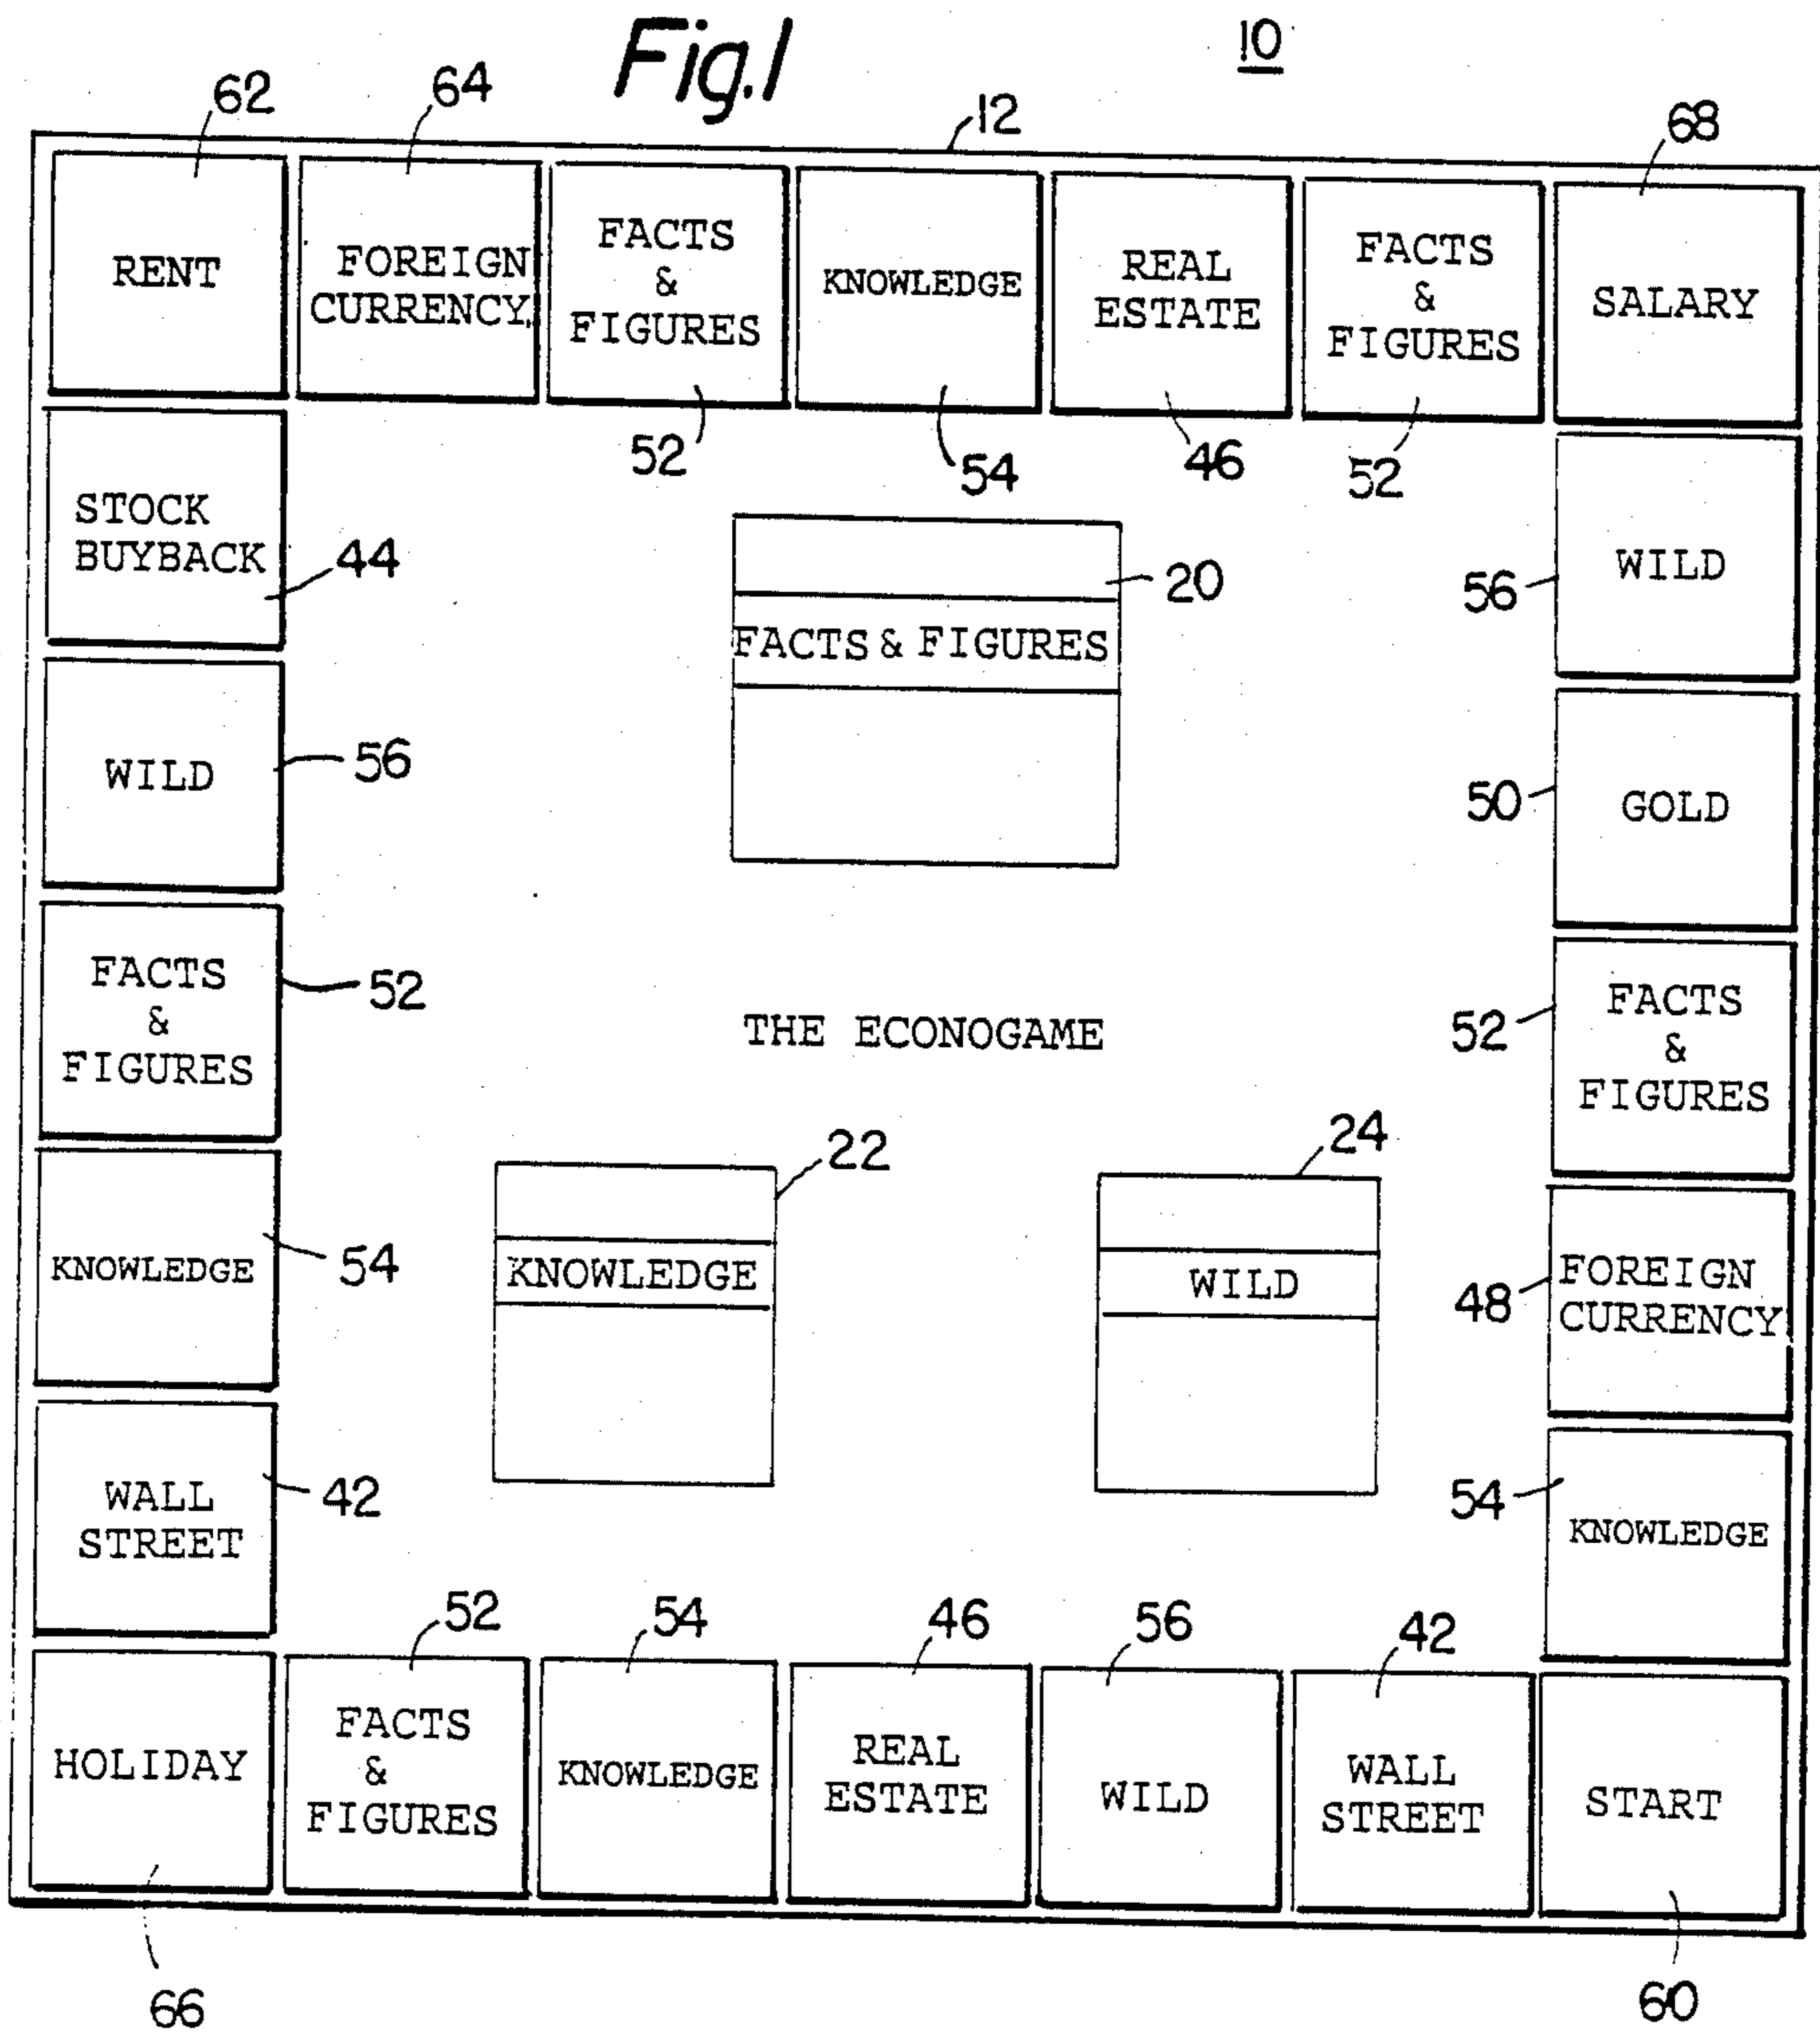 Fig.1
10
62
64
12
68
RENT
FOREIGN
CURRENCY
FACTS
&
FIGURES
KNOWLEDGE
REAL
ESTATE
FACTS
&
FIGURES
SALARY
52
54
46
52
STOCK
BUYBACK
44
20
FACTS & FIGURES
56
WILD
WILD
56
50
GOLD
FACTS
&
FIGURES
52
THE ECONOGAME
52
FACTS
&
FIGURES
KNOWLEDGE
54
22
KNOWLEDGE
24
WILD
48
FOREIGN
CURRENCY
WALL
STREET
42
54
KNOWLEDGE
52
54
46
56
42
HOLIDAY
FACTS
&
FIGURES
KNOWLEDGE
REAL
ESTATE
WILD
WALL
STREET
START
66
60